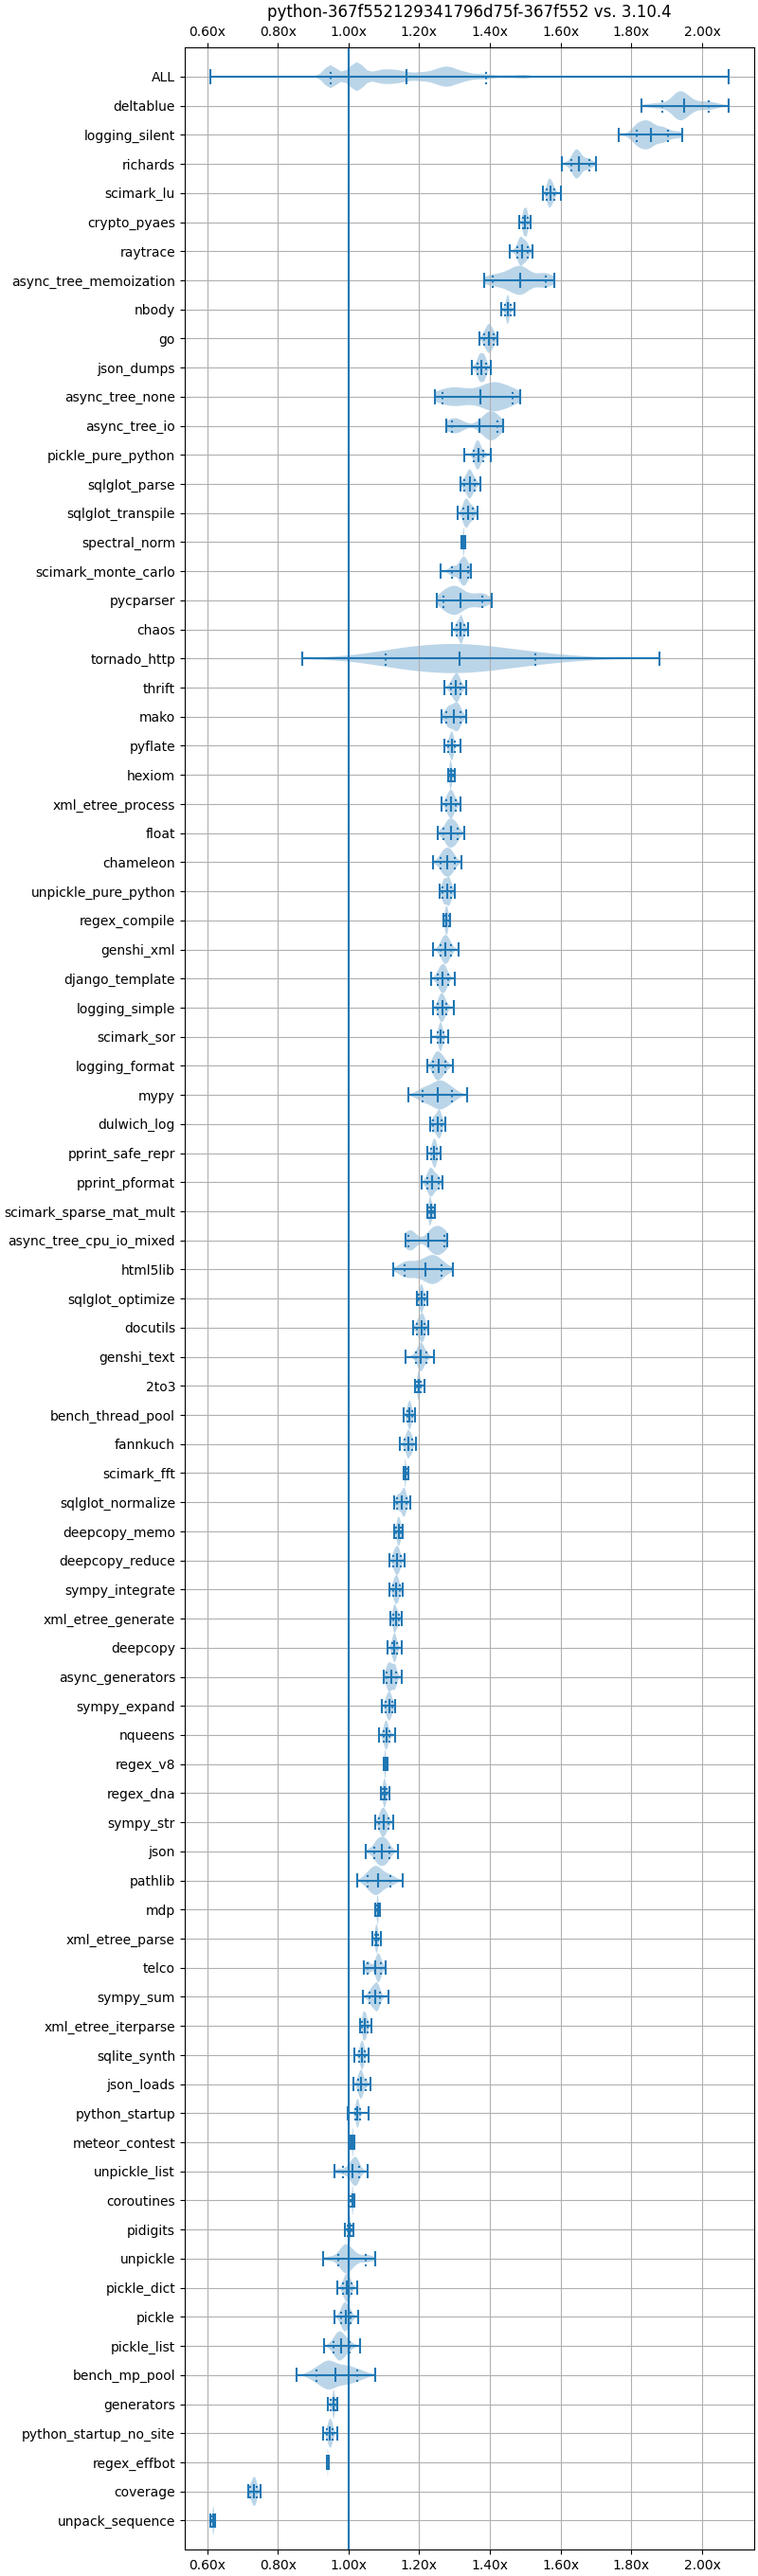 python-367f552129341796d75f-367f552 vs. 3.10.4
0.60x 0.80x 1.00x 1.20x 1.40x 1.60x 1.80x 2.00x
ALL
deltablue
logging_silent
richards
scimark_lu
crypto_pyaes
raytrace
async_tree_memoization
nbody
go
json_dumps
async_tree_none
async_tree_io
pickle_pure_python
sqlglot_parse
sqlglot_transpile
spectral_norm
scimark_monte_carlo
pycparser
chaos
tornado_http
thrift
mako
pyflate
hexiom
xml_etree_process
float
chameleon
unpickle_pure_python
regex_compile
genshi_xml
django_template
logging_simple
scimark_sor
logging_format
mypy
dulwich_log
pprint_safe_repr
pprint_pformat
scimark_sparse_mat_mult
async_tree_cpu_io_mixed
html5lib
sqlglot_optimize
docutils
genshi_text
2to3
bench_thread_pool
fannkuch
scimark_fft
sqlglot_normalize
deepcopy_memo
deepcopy_reduce
sympy_integrate
xml_etree_generate
deepcopy
async_generators
sympy_expand
nqueens
regex_v8
regex_dna
sympy_str
json
pathlib
mdp
xml_etree_parse
telco
sympy_sum
xml_etree_iterparse
sqlite_synth
json_loads
python_startup
meteor_contest
unpickle_list
coroutines
pidigits
unpickle
pickle_dict
pickle
pickle_list
bench_mp_pool
generators
python_startup_no_site
regex_effbot
coverage
unpack_sequence
0.60x 0.80x 1.00x 1.20x 1.40x 1.60x 1.80x 2.00x